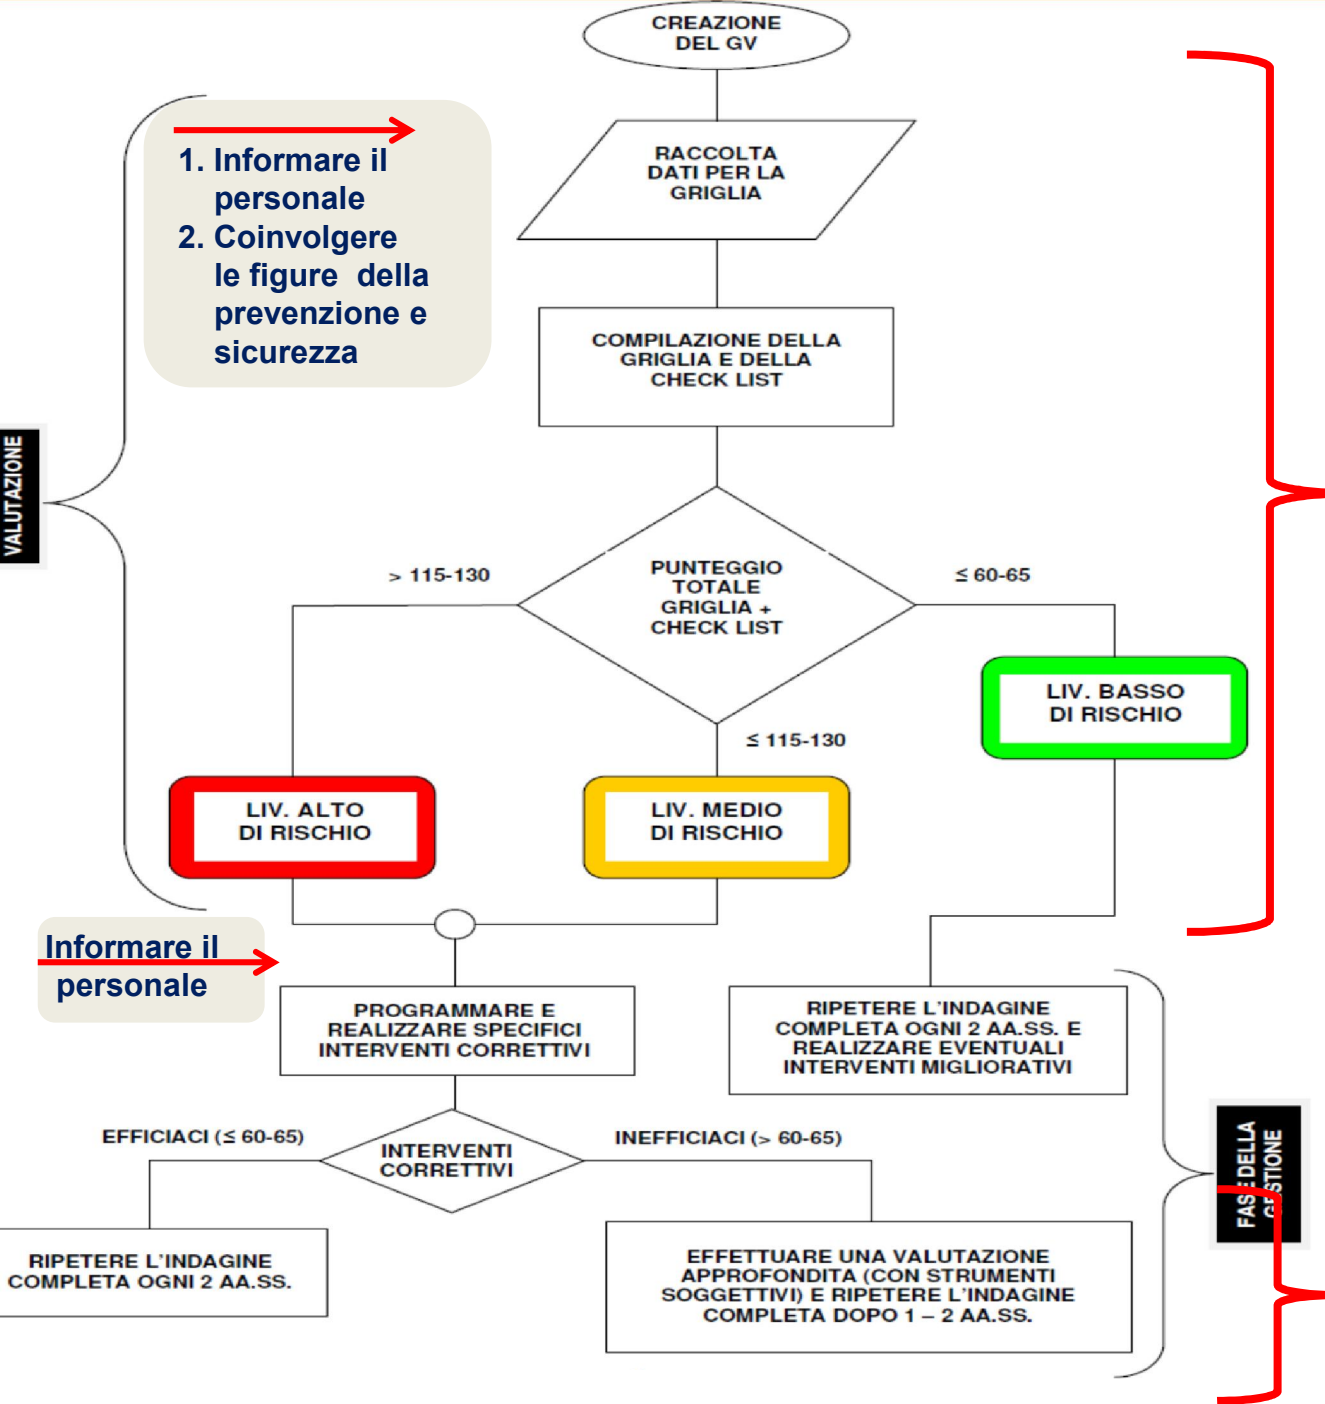 CREAZIONE
DEL GV
1. Informare il
personale
2. Coinvolgere
le figure della
prevenzione e
sicurezza
RACCOLTA
DATI PER LA
GRIGLIA
COMPILAZIONE DELLA
GRIGLIA E DELLA
CHECK LIST
VALUTAZIONE
> 115-130
PUNTEGGIO
TOTALE
GRIGLIA +
CHECK LIST
≤ 60-65
LIV. BASSO
DI RISCHIO
≤ 115-130
LIV. ALTO
DI RISCHIO
LIV. MEDIO
DI RISCHIO
Informare il
personale
PROGRAMMARE E
REALIZZARE SPECIFICI
INTERVENTI CORRETTIVI
RIPETERE L'INDAGINE
COMPLETA OGNI 2 AA.SS. E
REALIZZARE EVENTUALI
INTERVENTI MIGLIORATIVI
EFFICIACI (≤ 60-65)
INTERVENTI
CORRETTIVI
INEFFICIACI (> 60-65)
FASE DELLA
GESTIONE
RIPETERE L'INDAGINE
COMPLETA OGNI 2 AA.SS.
EFFETTUARE UNA VALUTAZIONE
APPROFONDITA (CON STRUMENTI
SOGGETTIVI) E RIPETERE L'INDAGINE
COMPLETA DOPO 1 – 2 AA.SS.